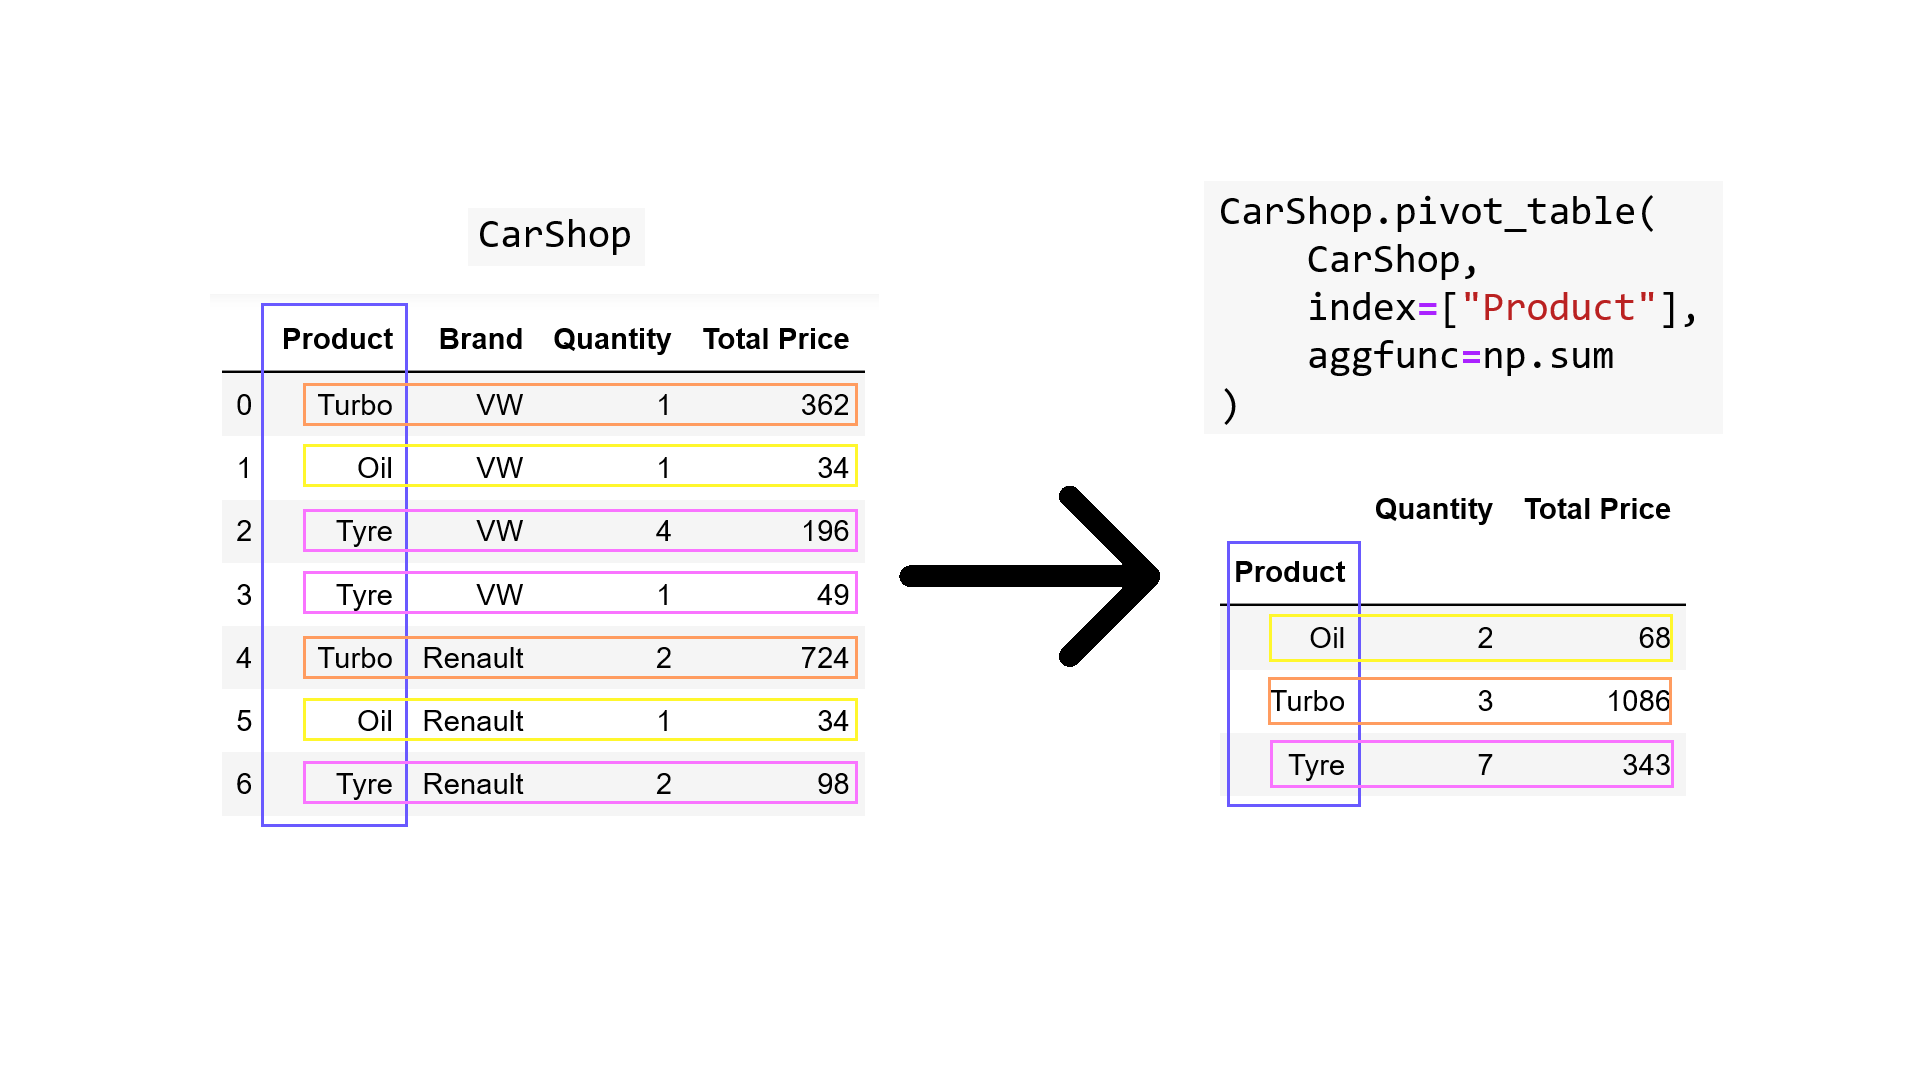 CarShop
Product Brand Quantity Total Price
0 Turbo VW 1 362
1 Oil VW 1 34
2 Tyre VW 4 196
3 Tyre VW 1 49
4 Turbo Renault 2 724
5 Oil Renault 1 34
6 Tyre Renault 2 98
CarShop.pivot_table(
    CarShop,
    index=["Product"],
    aggfunc=np.sum
)
Quantity Total Price
Product
Oil 2 68
Turbo 3 1086
Tyre 7 343